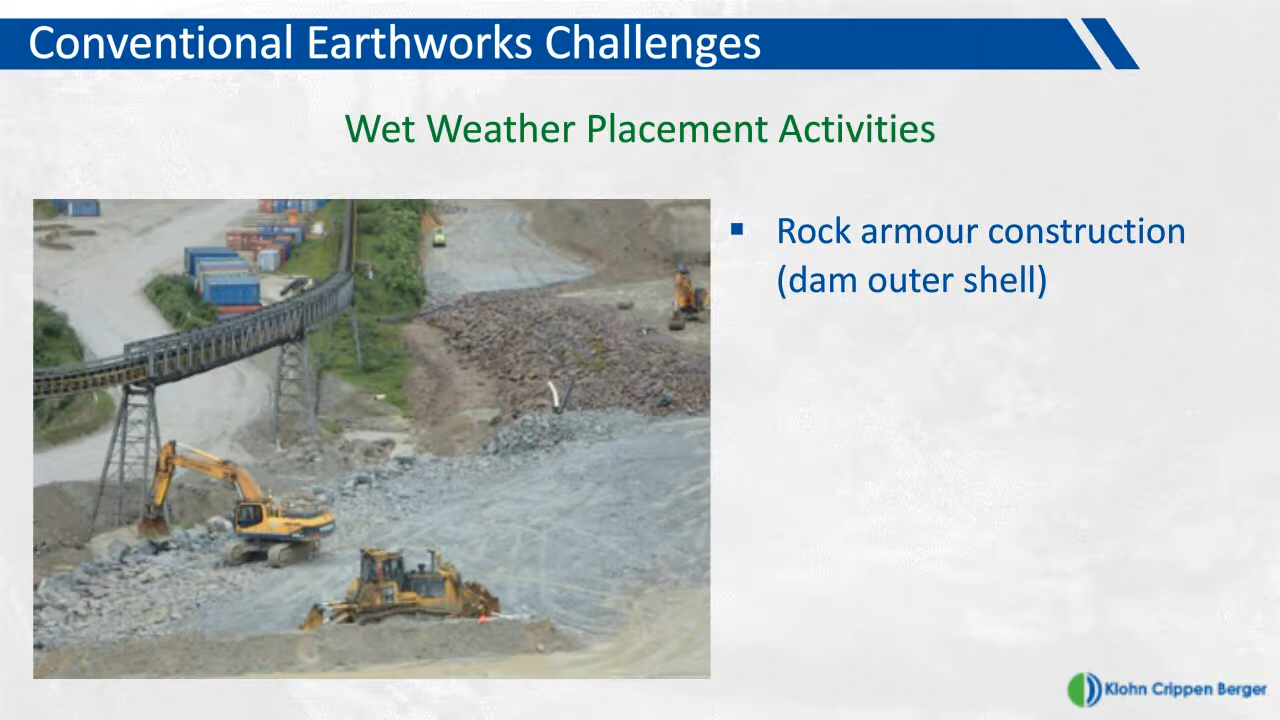 Conventional Earthworks Challenges
Wet Weather Placement Activities
▪ Rock armour construction
(dam outer shell)
Klohn Crippen Berger